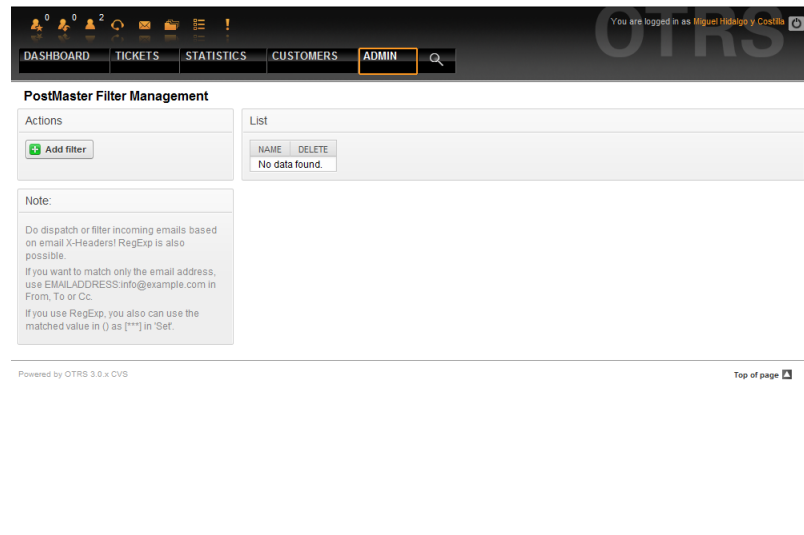 0 0 2
You are logged in as Miguel Hidalgo y Costilla
OTRS
DASHBOARD TICKETS STATISTICS CUSTOMERS ADMIN
PostMaster Filter Management
Actions
Add filter
List
NAME DELETE
No data found.
Note:
Do dispatch or filter incoming emails based
on email X-Headers! RegExp is also
possible.
If you want to match only the email address,
use EMAILADDRESS:info@example.com in
From, To or Cc.
If you use RegExp, you also can use the
matched value in () as [***] in 'Set'.
Powered by OTRS 3.0.x CVS
Top of page